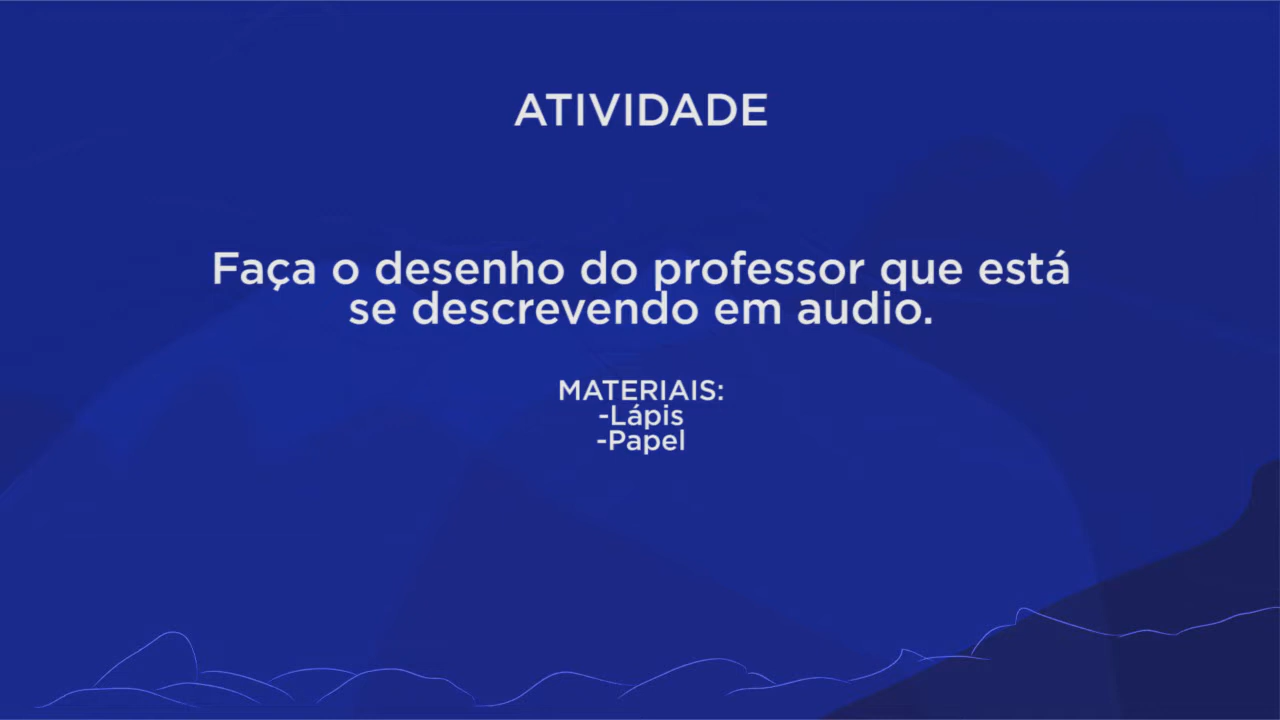 ATIVIDADE
Faça o desenho do professor que está
se descrevendo em audio.
MATERIAIS:
-Lápis
-Papel